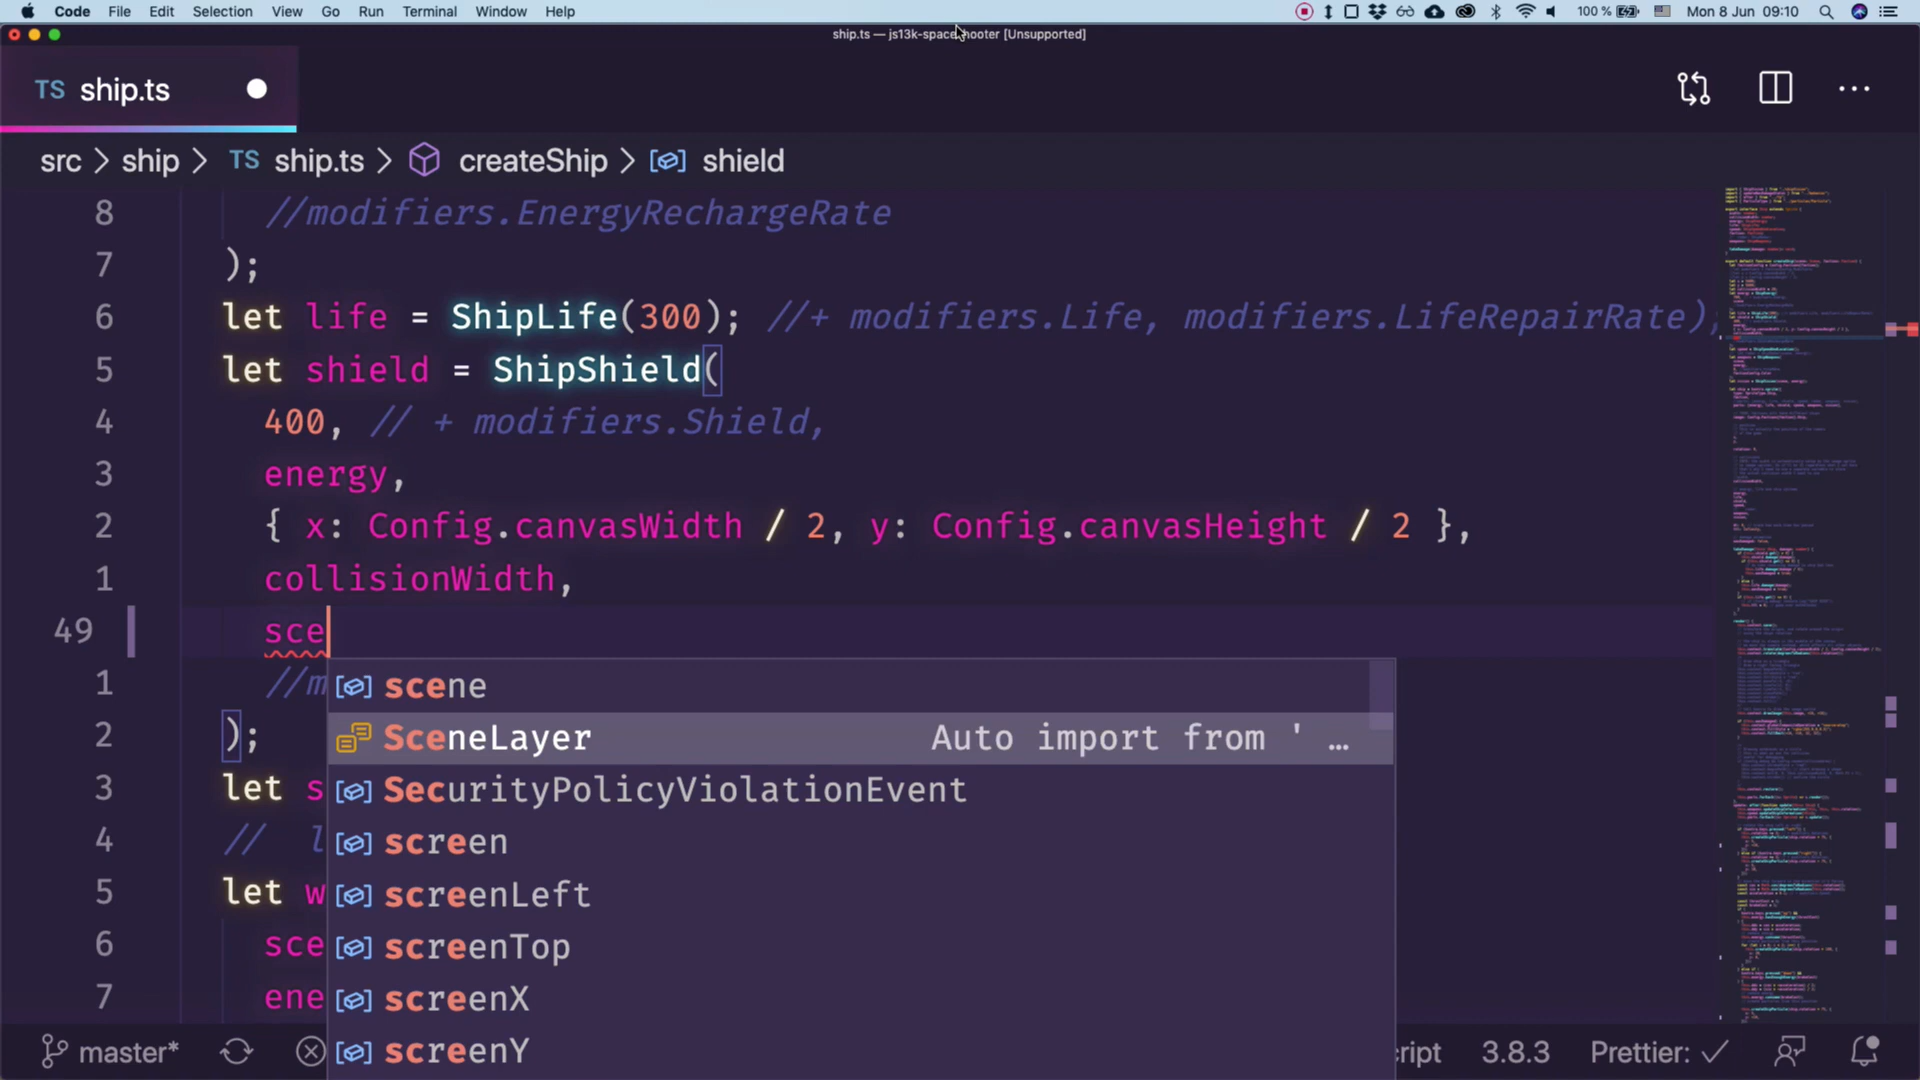 Code File Edit Selection View Go Run Terminal Window Help 100 % Mon 8 Jun 09:10
ship.ts — js13k-spaceshooter [Unsupported]
TS ship.ts
src > ship > TS ship.ts > createShip > shield
8 //modifiers.EnergyRechargeRate
7 );
6 let life = ShipLife(300); //+ modifiers.Life, modifiers.LifeRepairRate),
5 let shield = ShipShield(
4 400, // + modifiers.Shield,
3 energy,
2 { x: Config.canvasWidth / 2, y: Config.canvasHeight / 2 },
1 collisionWidth,
49 sce
1 //m
2 );
3 let s
4 // l
5 let w
6 sce
7 ene
scene
SceneLayer Auto import from ' ...
SecurityPolicyViolationEvent
screen
screenLeft
screenTop
screenX
screenY
master* cript 3.8.3 Prettier: ✓